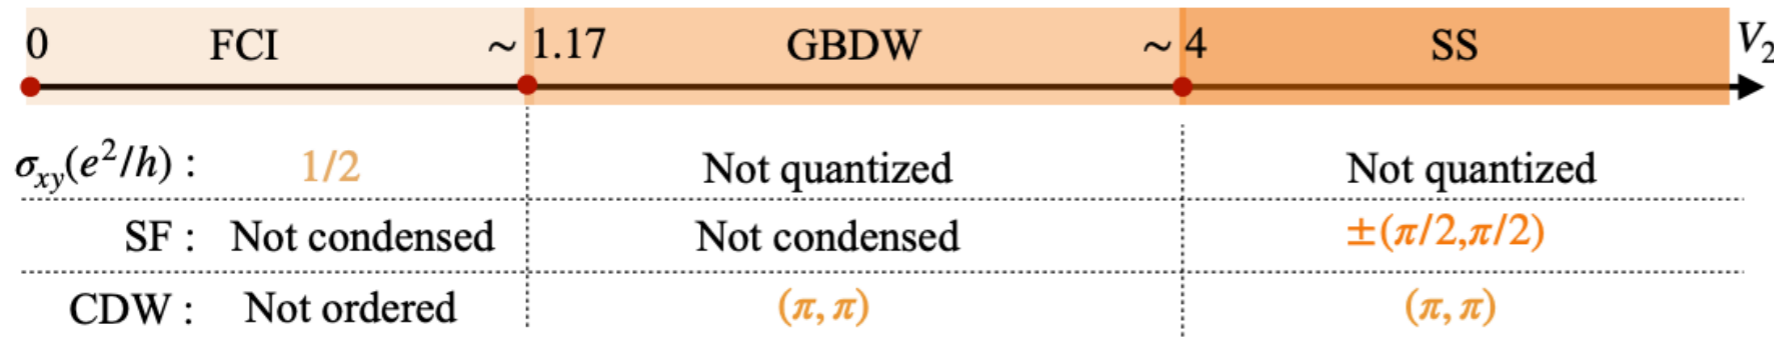 0 FCI ~ 1.17 GBDW ~ 4 SS V₂
σxy(e²/h) : 1/2 Not quantized Not quantized
SF : Not condensed Not condensed ±(π/2,π/2)
CDW : Not ordered (π, π) (π, π)